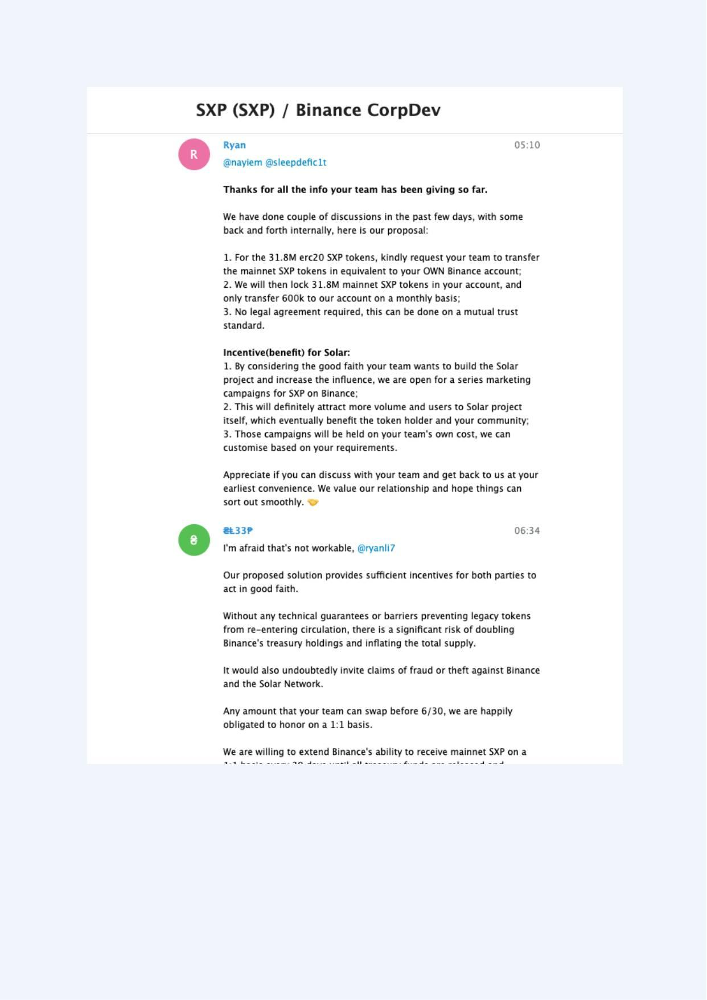 SXP (SXP) / Binance CorpDev
R
Ryan 05:10
@nayiem @sleepdefic1t
Thanks for all the info your team has been giving so far.
We have done couple of discussions in the past few days, with some
back and forth internally, here is our proposal:
1. For the 31.8M erc20 SXP tokens, kindly request your team to transfer
the mainnet SXP tokens in equivalent to your OWN Binance account;
2. We will then lock 31.8M mainnet SXP tokens in your account, and
only transfer 600k to our account on a monthly basis;
3. No legal agreement required, this can be done on a mutual trust
standard.
Incentive(benefit) for Solar:
1. By considering the good faith your team wants to build the Solar
project and increase the influence, we are open for a series marketing
campaigns for SXP on Binance;
2. This will definitely attract more volume and users to Solar project
itself, which eventually benefit the token holder and your community;
3. Those campaigns will be held on your team's own cost, we can
customise based on your requirements.
Appreciate if you can discuss with your team and get back to us at your
earliest convenience. We value our relationship and hope things can
sort out smoothly. 🤝
₴
₴Ⱡ33₱ 06:34
I'm afraid that's not workable, @ryanli7
Our proposed solution provides sufficient incentives for both parties to
act in good faith.
Without any technical guarantees or barriers preventing legacy tokens
from re-entering circulation, there is a significant risk of doubling
Binance's treasury holdings and inflating the total supply.
It would also undoubtedly invite claims of fraud or theft against Binance
and the Solar Network.
Any amount that your team can swap before 6/30, we are happily
obligated to honor on a 1:1 basis.
We are willing to extend Binance's ability to receive mainnet SXP on a
1:1 basis every 30 days until all treasury funds are released and